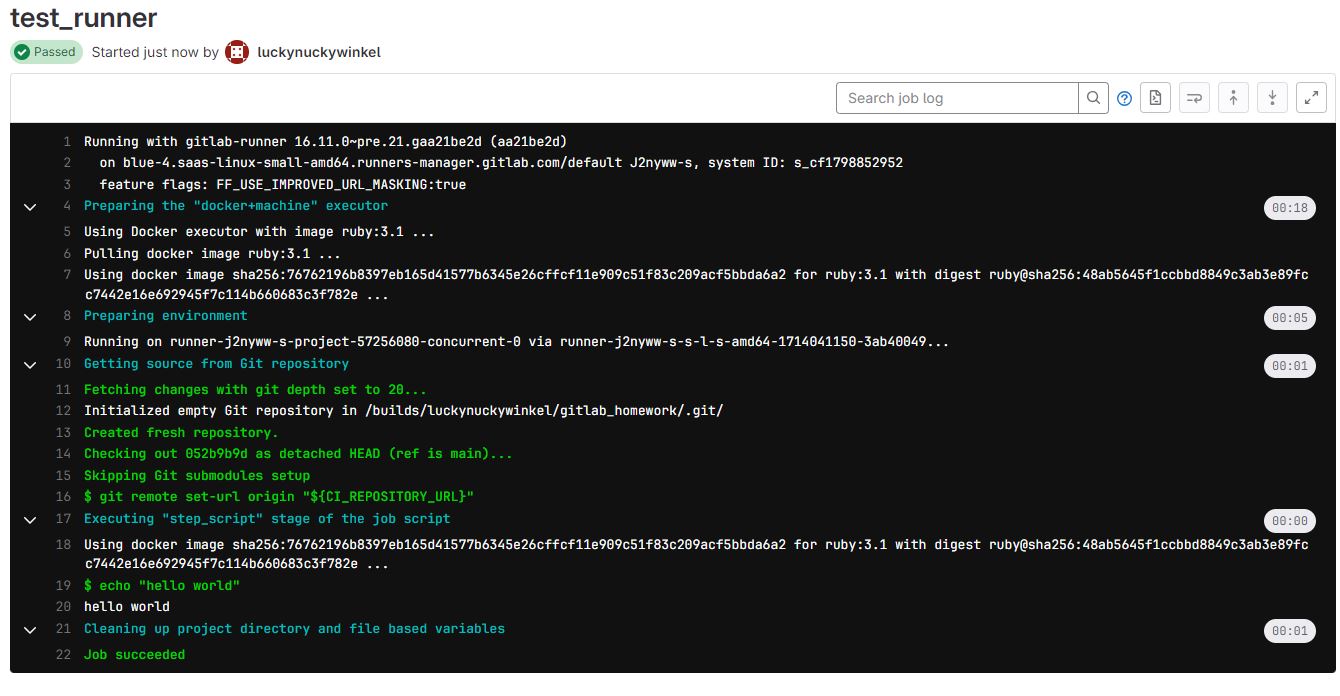 test_runner
Passed Started just now by luckynuckywinkel
Search job log
1 Running with gitlab-runner 16.11.0~pre.21.gaa21be2d (aa21be2d)
2 on blue-4.saas-linux-small-amd64.runners-manager.gitlab.com/default J2nyww-s, system ID: s_cf1798852952
3 feature flags: FF_USE_IMPROVED_URL_MASKING:true
4 Preparing the "docker+machine" executor 00:18
5 Using Docker executor with image ruby:3.1 ...
6 Pulling docker image ruby:3.1 ...
7 Using docker image sha256:76762196b8397eb165d41577b6345e26cffcf11e909c51f83c209acf5bbda6a2 for ruby:3.1 with digest ruby@sha256:48ab5645f1ccbbd8849c3ab3e89fc
c7442e16e692945f7c114b660683c3f782e ...
8 Preparing environment 00:05
9 Running on runner-j2nyww-s-project-57256080-concurrent-0 via runner-j2nyww-s-s-l-s-amd64-1714041150-3ab40049...
10 Getting source from Git repository 00:01
11 Fetching changes with git depth set to 20...
12 Initialized empty Git repository in /builds/luckynuckywinkel/gitlab_homework/.git/
13 Created fresh repository.
14 Checking out 052b9b9d as detached HEAD (ref is main)...
15 Skipping Git submodules setup
16 $ git remote set-url origin "${CI_REPOSITORY_URL}"
17 Executing "step_script" stage of the job script 00:00
18 Using docker image sha256:76762196b8397eb165d41577b6345e26cffcf11e909c51f83c209acf5bbda6a2 for ruby:3.1 with digest ruby@sha256:48ab5645f1ccbbd8849c3ab3e89fc
c7442e16e692945f7c114b660683c3f782e ...
19 $ echo "hello world"
20 hello world
21 Cleaning up project directory and file based variables 00:01
22 Job succeeded